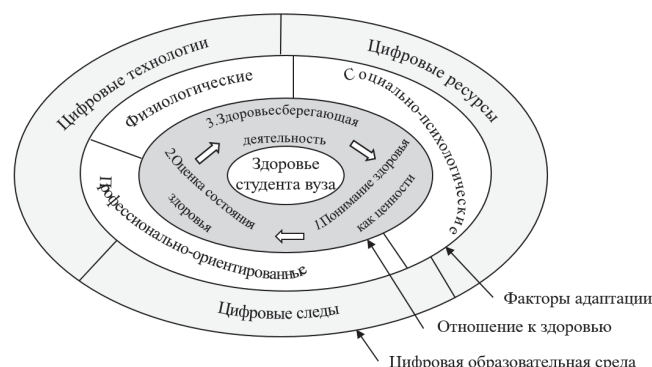 Цифровые технологии
Цифровые ресурсы
Физиологические
Социально-психологические
3.Здоровьесберегающая
деятельность
2.Оценка состояния
здоровья
Здоровье
студента вуза
1.Понимание здоровья
как ценности
Профессионально-ориентированные
Цифровые следы
Факторы адаптации
Отношение к здоровью
Цифровая образовательная среда